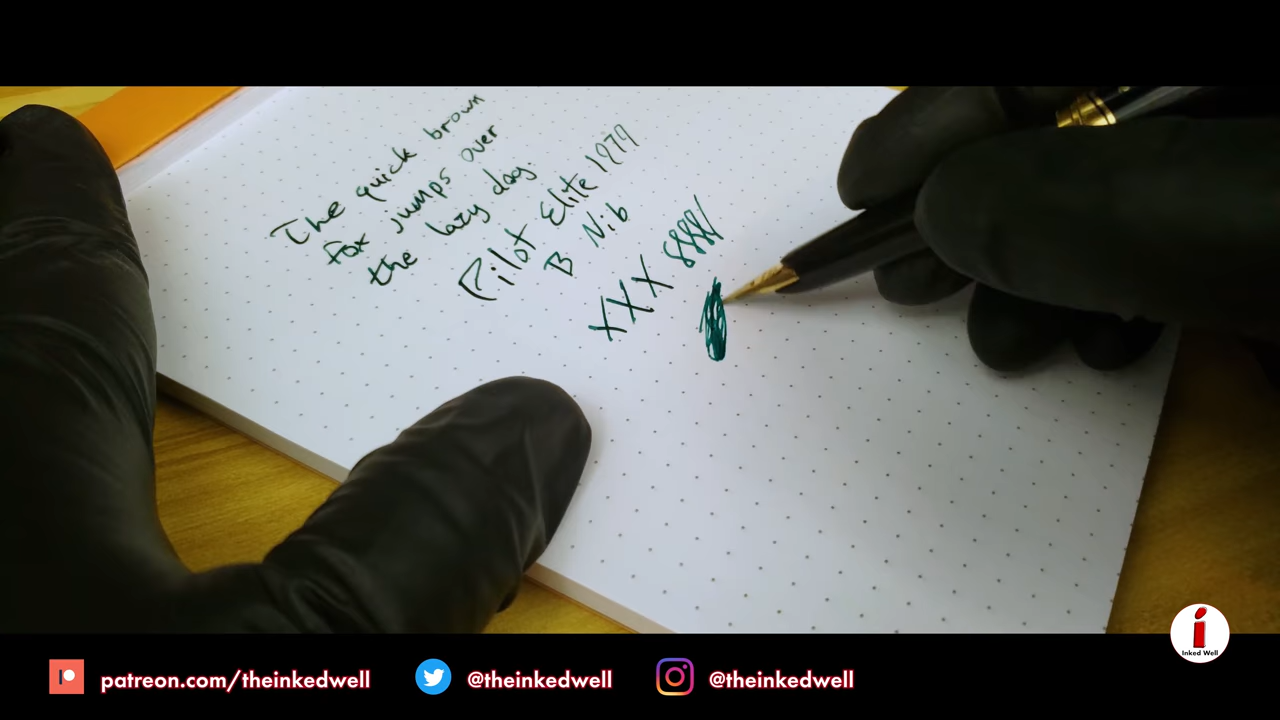 The quick brown
fox jumps over
the lazy dog.
Pilot Elite 1979
B Nib
XXX 8888/
i
Inked Well
patreon.com/theinkedwell
@theinkedwell
@theinkedwell